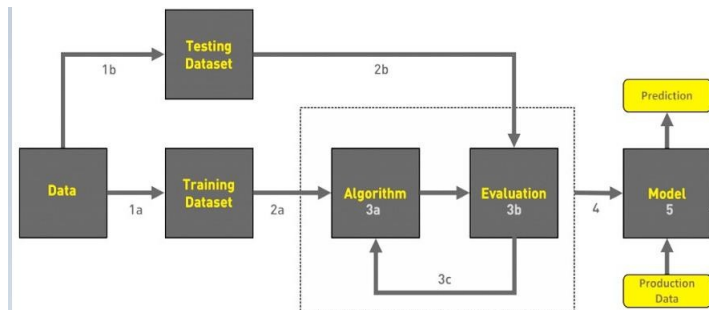 Testing
Dataset
1b
2b
Prediction
Data
Training
Dataset
Algorithm
3a
Evaluation
3b
Model
5
1a
2a
4
3c
Production
Data